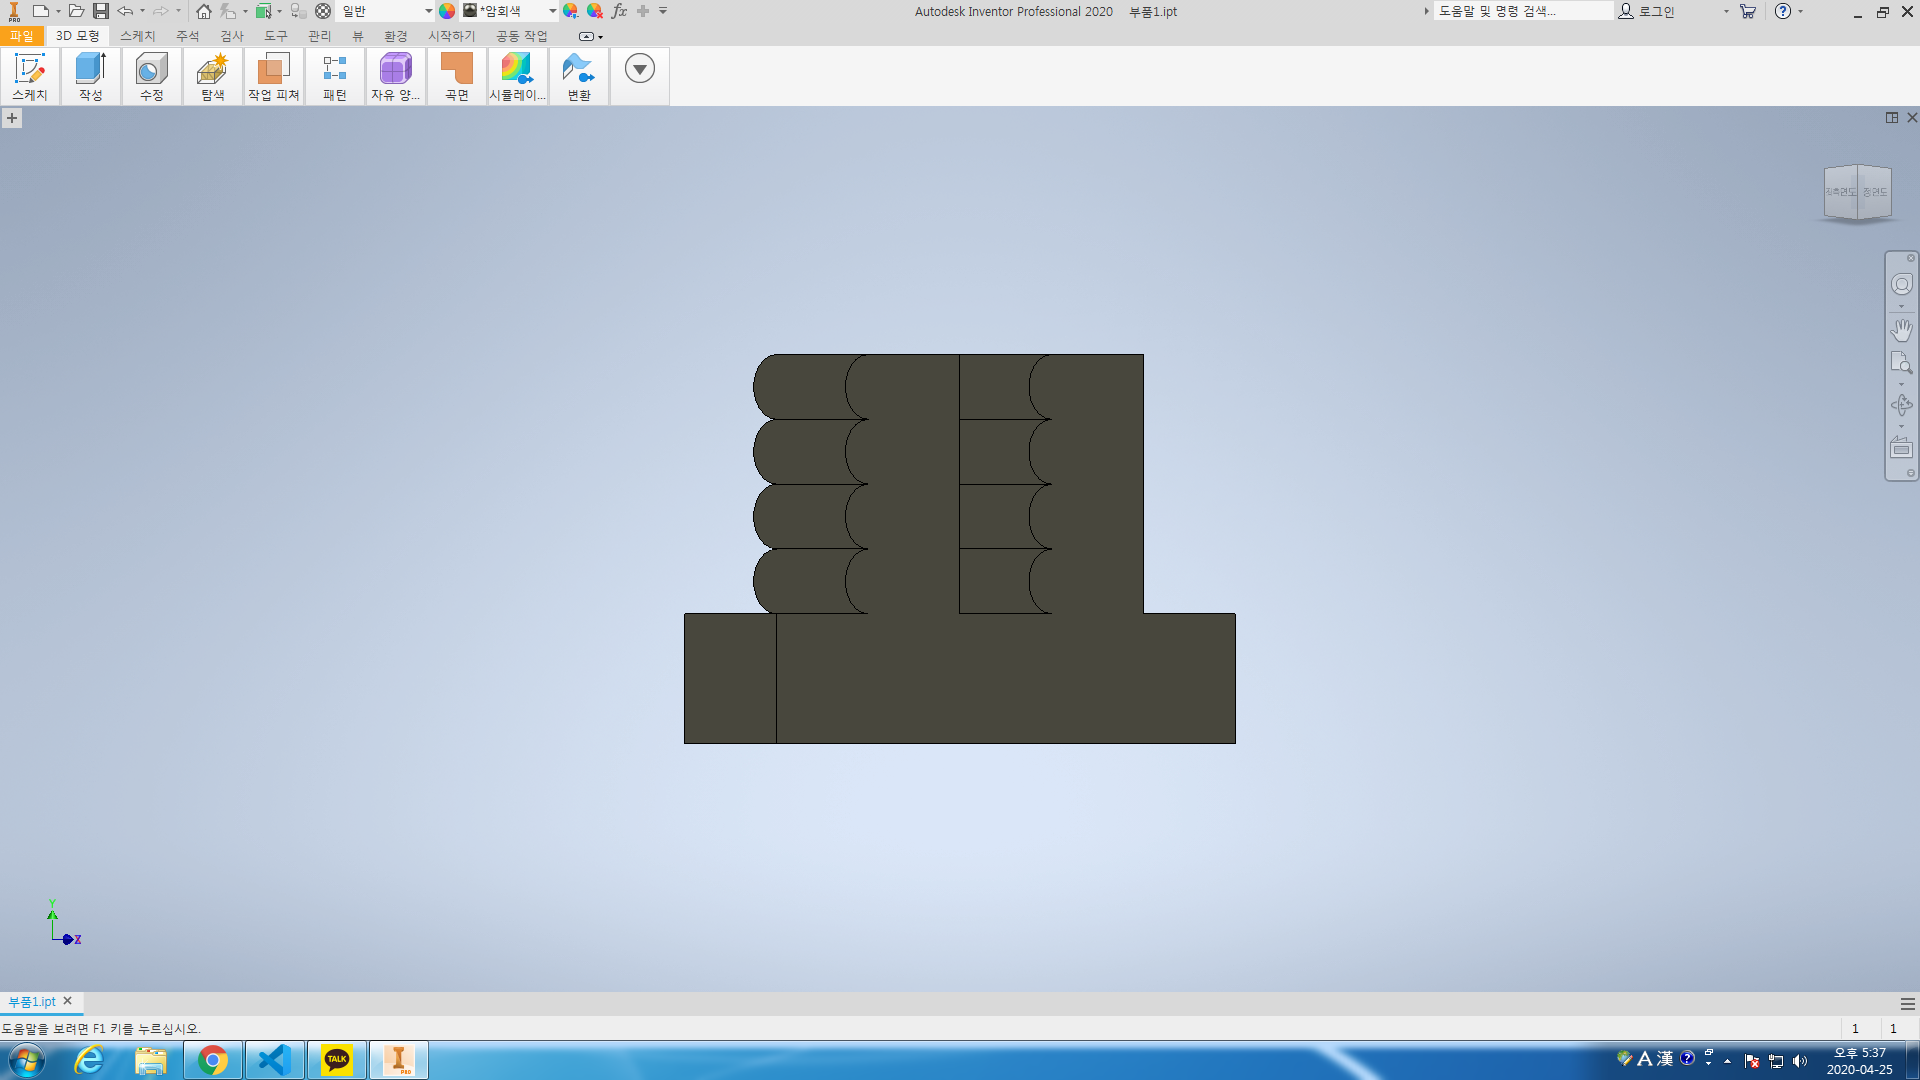 일반
*암회색
fx
Autodesk Inventor Professional 2020 부품1.ipt
도움말 및 명령 검색...
로그인
파일 3D 모형 스케치 주석 검사 도구 관리 뷰 환경 시작하기 공동 작업
스케치 작성 수정 탐색 작업 피쳐 패턴 자유 양... 곡면 시뮬레이... 변환
좌측면도 정면도
Y
Z
부품1.ipt
도움말을 보려면 F1 키를 누르십시오.
1 1
TALK
I PRO
A 漢
오후 5:37
2020-04-25